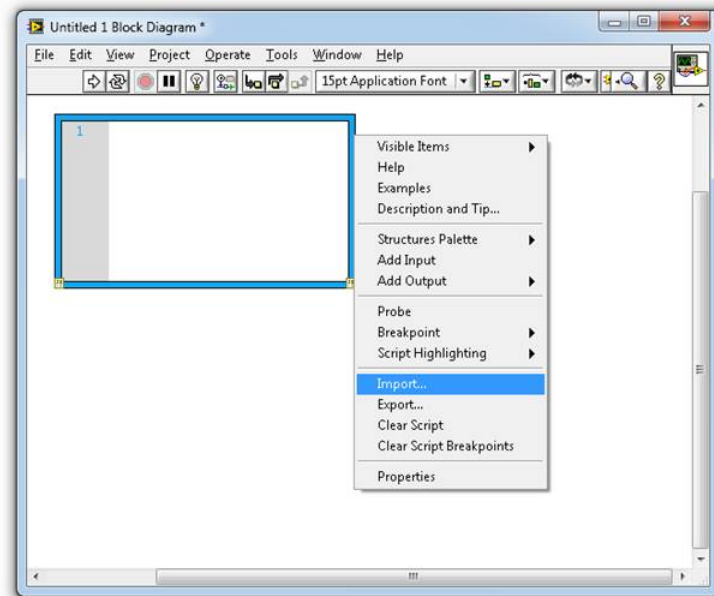 Untitled 1 Block Diagram *
File Edit View Project Operate Tools Window Help
15pt Application Font
1
Visible Items
Help
Examples
Description and Tip...
Structures Palette
Add Input
Add Output
Probe
Breakpoint
Script Highlighting
Import...
Export...
Clear Script
Clear Script Breakpoints
Properties